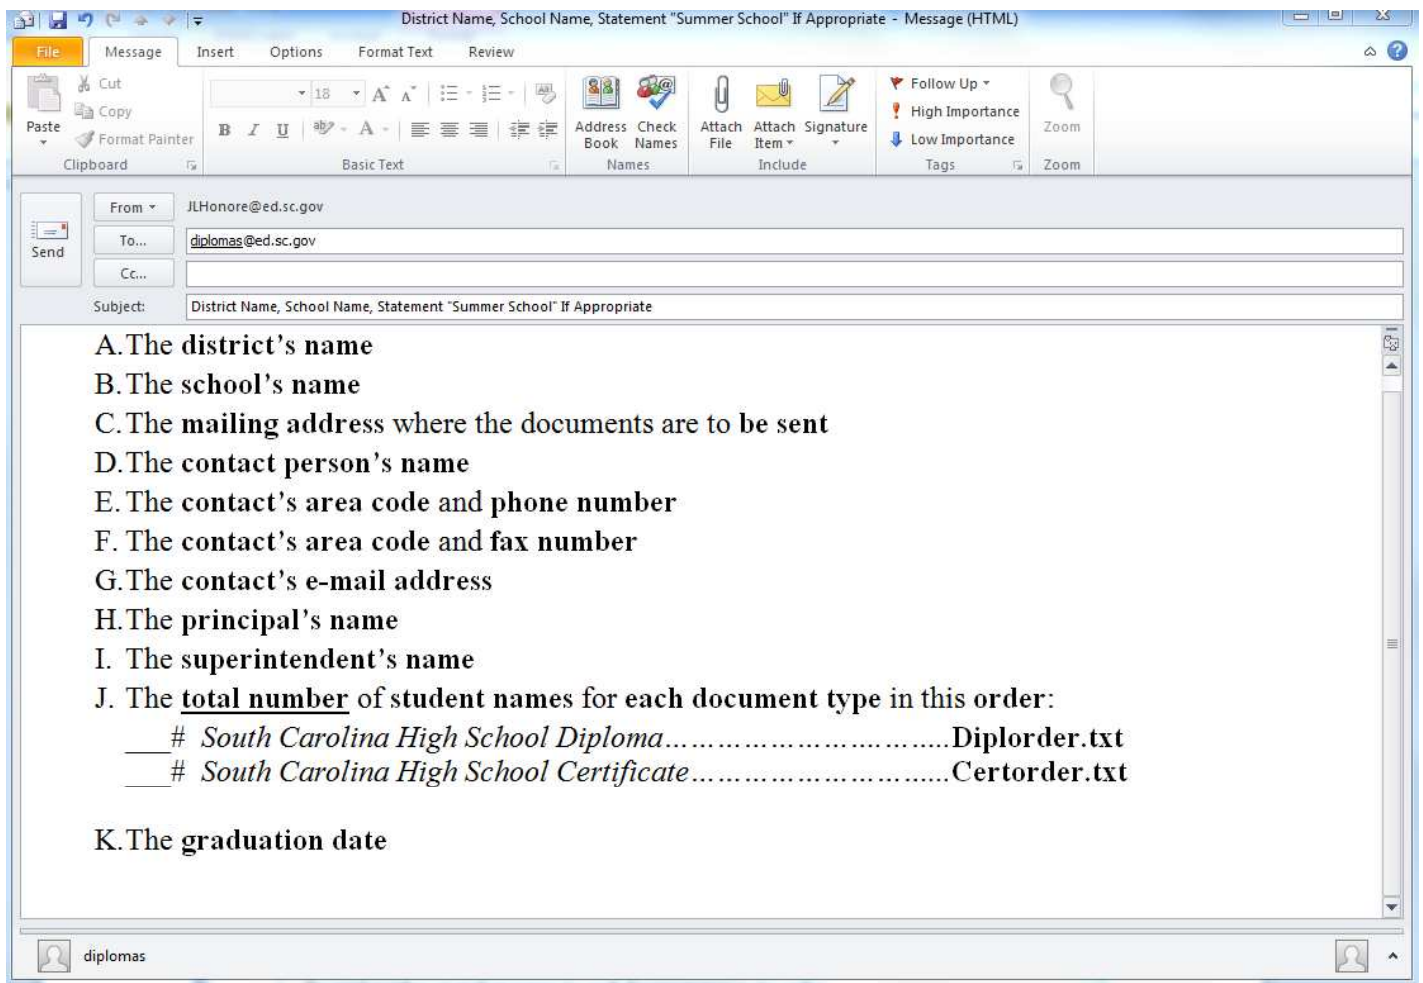 District Name, School Name, Statement "Summer School" If Appropriate - Message (HTML)
File Message Insert Options Format Text Review
Paste
Cut
Copy
Format Painter
Clipboard
18
A A
B I U ab A
Basic Text
Address Book
Check Names
Names
Attach File
Attach Item
Signature
Include
Follow Up
High Importance
Low Importance
Tags
Zoom
Zoom
Send
From JLHonore@ed.sc.gov
To... diplomas@ed.sc.gov
Cc...
Subject: District Name, School Name, Statement "Summer School" If Appropriate
A. The district's name
B. The school's name
C. The mailing address where the documents are to be sent
D. The contact person's name
E. The contact's area code and phone number
F. The contact's area code and fax number
G. The contact's e-mail address
H. The principal's name
I. The superintendent's name
J. The total number of student names for each document type in this order:
___# South Carolina High School Diploma……………………..……...Diplorder.txt
___# South Carolina High School Certificate……………………...…...Certorder.txt
K. The graduation date
diplomas